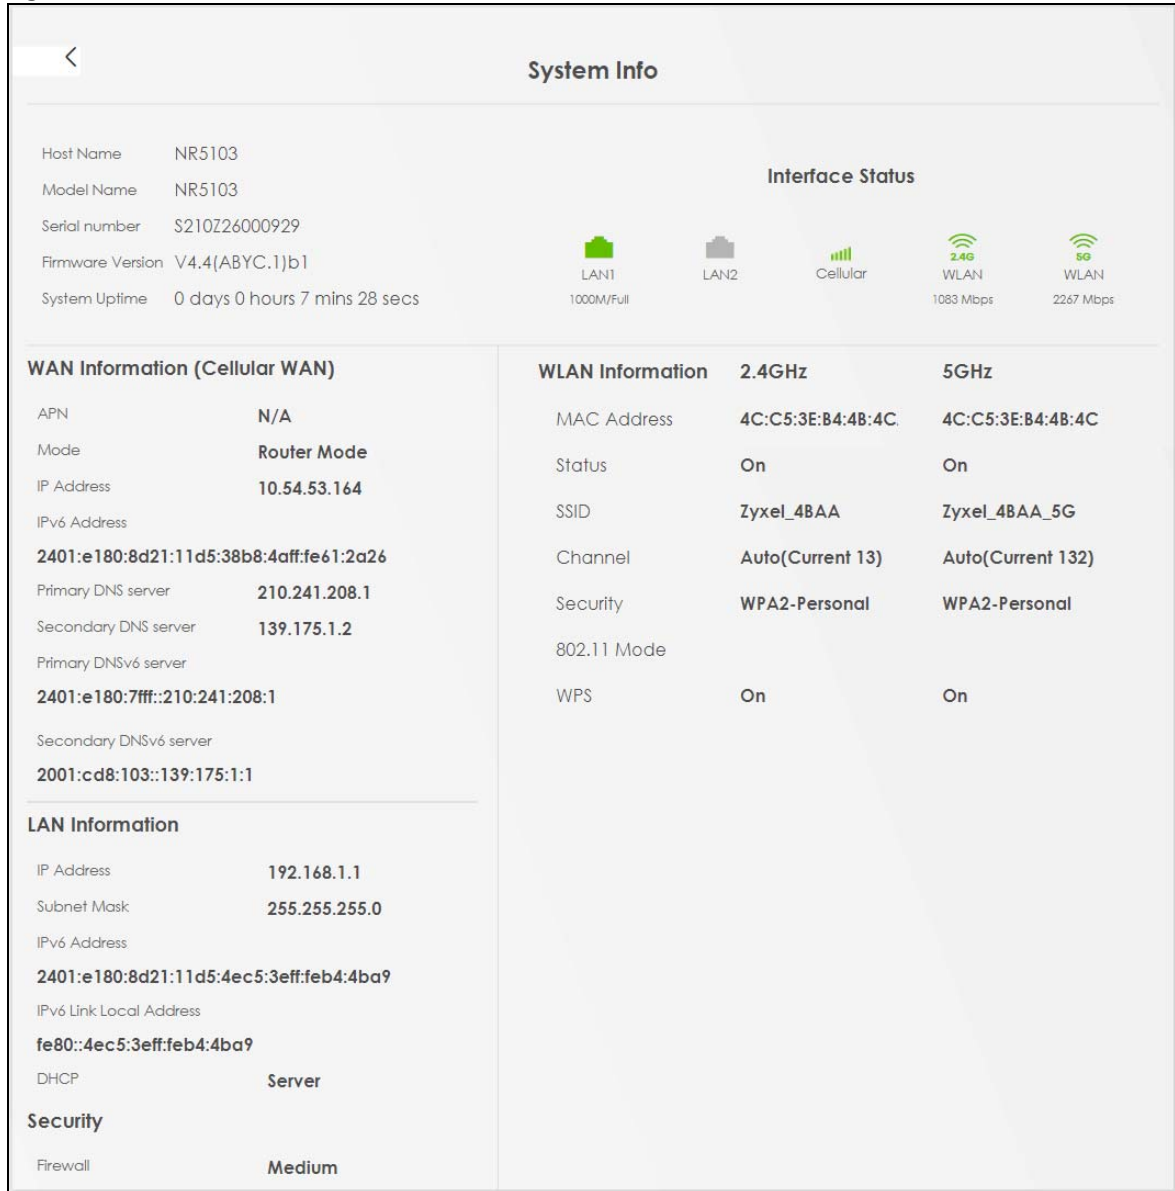 System Info
Host Name NR5103
Model Name NR5103
Serial number S210Z26000929
Firmware Version V4.4(ABYC.1)b1
System Uptime 0 days 0 hours 7 mins 28 secs
Interface Status
LAN1
1000M/Full
LAN2
Cellular
2.4G
WLAN
1083 Mbps
5G
WLAN
2267 Mbps
WAN Information (Cellular WAN)
APN N/A
Mode Router Mode
IP Address 10.54.53.164
IPv6 Address
2401:e180:8d21:11d5:38b8:4aff:fe61:2a26
Primary DNS server 210.241.208.1
Secondary DNS server 139.175.1.2
Primary DNSv6 server
2401:e180:7fff::210:241:208:1
Secondary DNSv6 server
2001:cd8:103::139:175:1:1
LAN Information
IP Address 192.168.1.1
Subnet Mask 255.255.255.0
IPv6 Address
2401:e180:8d21:11d5:4ec5:3eff:feb4:4ba9
IPv6 Link Local Address
fe80::4ec5:3eff:feb4:4ba9
DHCP Server
Security
Firewall Medium
WLAN Information 2.4GHz 5GHz
MAC Address 4C:C5:3E:B4:4B:4C 4C:C5:3E:B4:4B:4C
Status On On
SSID Zyxel_4BAA Zyxel_4BAA_5G
Channel Auto(Current 13) Auto(Current 132)
Security WPA2-Personal WPA2-Personal
802.11 Mode
WPS On On